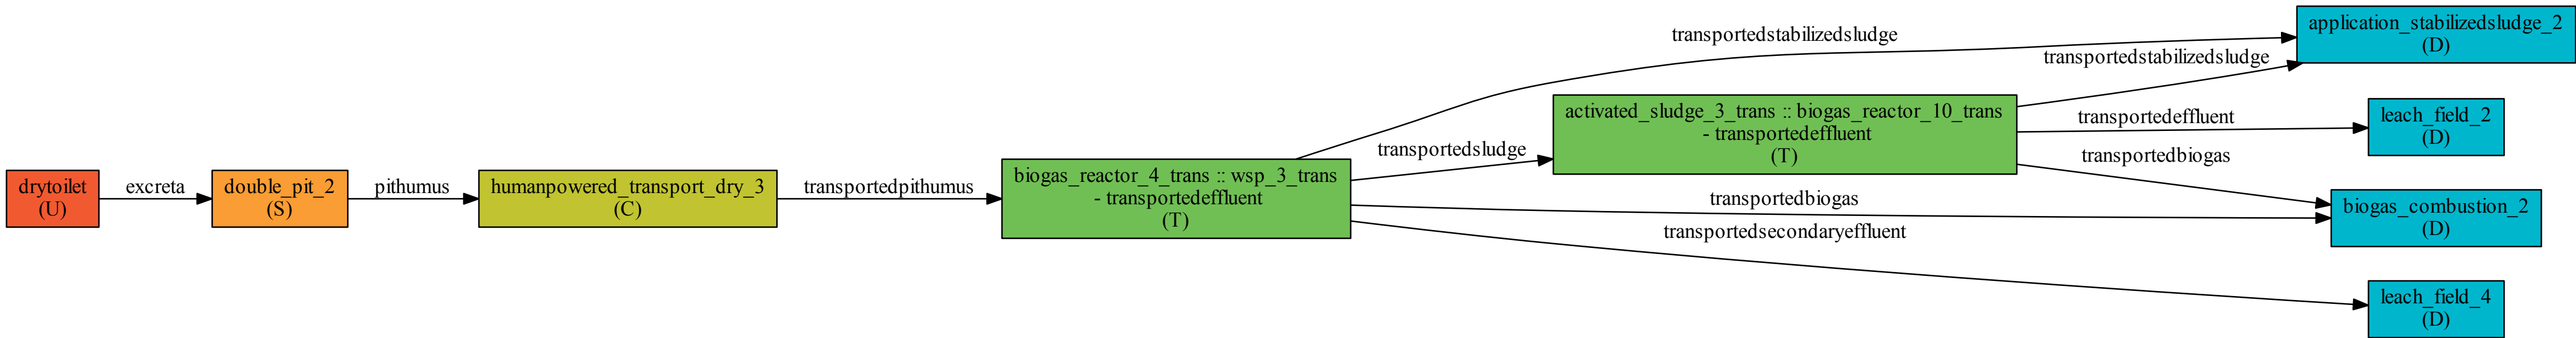 drytoilet
(U)
excreta
double_pit_2
(S)
pithumus
humanpowered_transport_dry_3
(C)
transportedpithumus
biogas_reactor_4_trans :: wsp_3_trans
- transportedeffluent
(T)
transportedstabilizedsludge
transportedsludge
transportedbiogas
transportedsecondaryeffluent
activated_sludge_3_trans :: biogas_reactor_10_trans
- transportedeffluent
(T)
transportedstabilizedsludge
transportedeffluent
transportedbiogas
application_stabilizedsludge_2
(D)
leach_field_2
(D)
biogas_combustion_2
(D)
leach_field_4
(D)